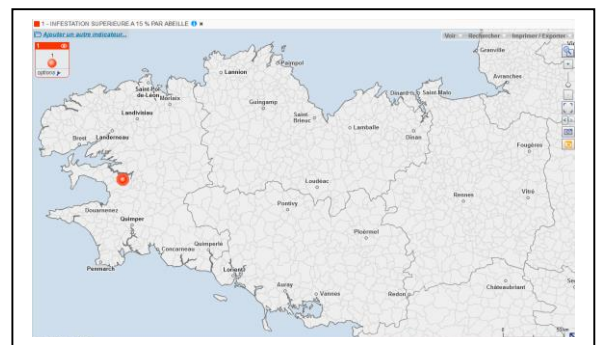 1 - INFESTATION SUPERIEURE A 15 % PAR ABEILLE
Ajouter un autre indicateur...
Voir
Rechercher
Imprimer / Exporter
1
1
options
Granville
Paimpol
Lannion
Avranches
Saint-Pol-
de-Léon
Morlaix
Dinard
Saint-Malo
Guingamp
Landivisiau
Saint
Brieuc
Lamballe
Brest
Landerneau
Dinan
Fougères
Loudéac
Rennes
Vitré
Pontivy
Douarnenez
Quimper
Ploërmel
Concarneau
Quimperlé
Penmarch
Lorient
Châteaubriant
Auray
Vannes
Redon